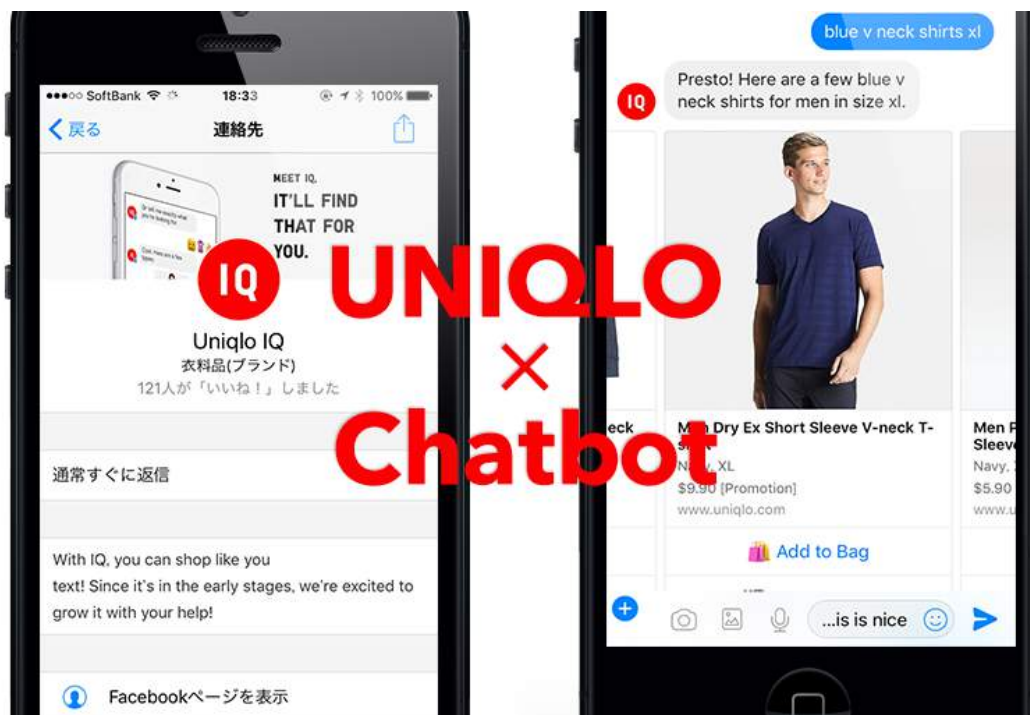 SoftBank
18:33
100%
戻る
連絡先
MEET IQ.
IT'LL FIND
THAT FOR
YOU.
IQ
Uniqlo IQ
衣料品(ブランド)
121人が「いいね！」しました
通常すぐに返信
With IQ, you can shop like you
text! Since it's in the early stages, we're excited to
grow it with your help!
Facebookページを表示
UNIQLO
×
Chatbot
blue v neck shirts xl
IQ
Presto! Here are a few blue v
neck shirts for men in size xl.
eck
Men Dry Ex Short Sleeve V-neck T-
Navy, XL
$9.90 [Promotion]
www.uniqlo.com
Add to Bag
Men
Sleeve
Navy,
$5.90
www.u
...is is nice